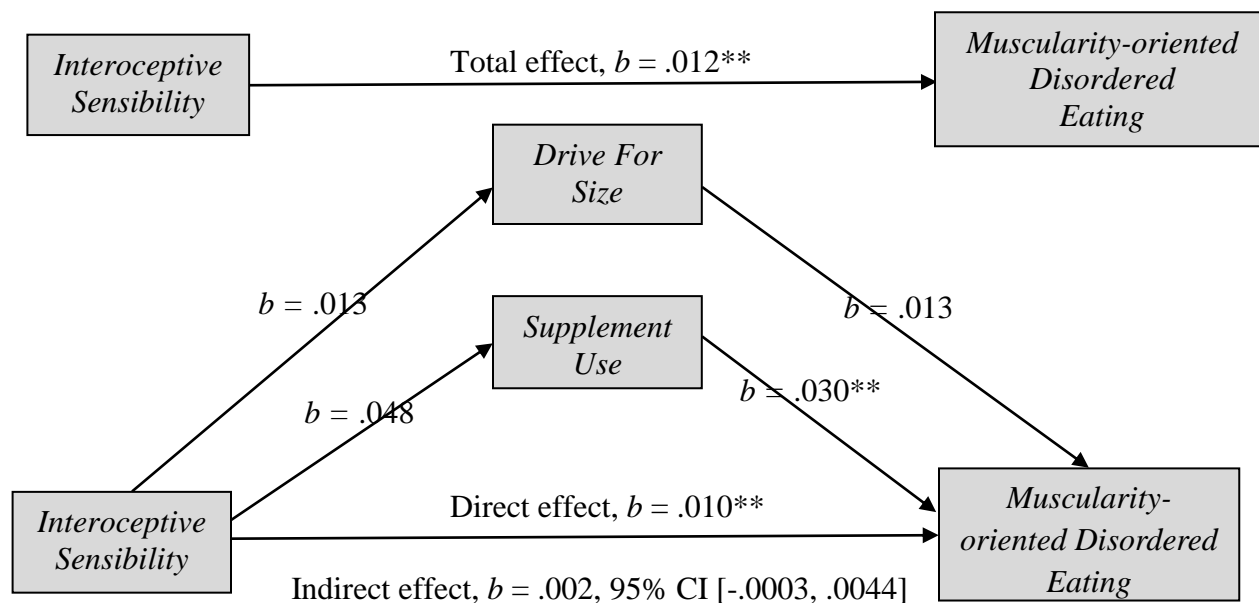 Interoceptive
Sensibility
Total effect, b = .012**
Muscularity-oriented
Disordered
Eating
Drive For
Size
b = .013
b = .013
Supplement
Use
b = .048
b = .030**
Interoceptive
Sensibility
Direct effect, b = .010**
Muscularity-
oriented Disordered
Eating
Indirect effect, b = .002, 95% CI [-.0003, .0044]